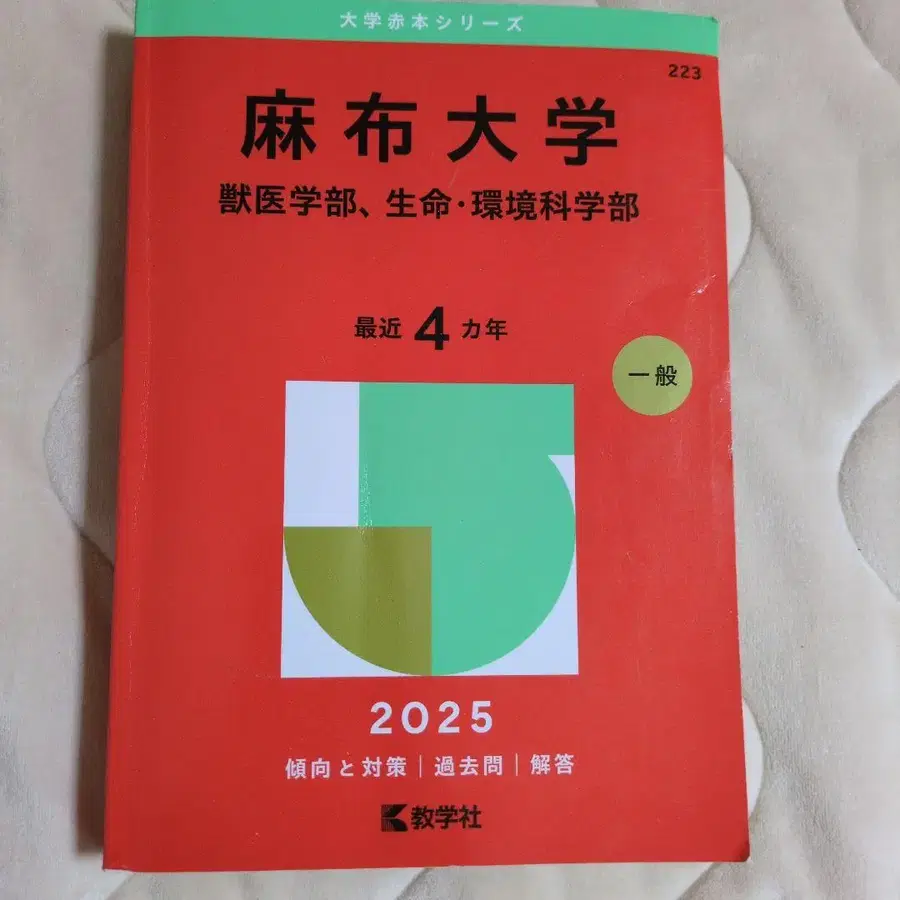 大学赤本シリーズ
223
麻布大学
獣医学部、生命・環境科学部
最近4カ年
一般
2025
傾向と対策|過去問|解答
教学社